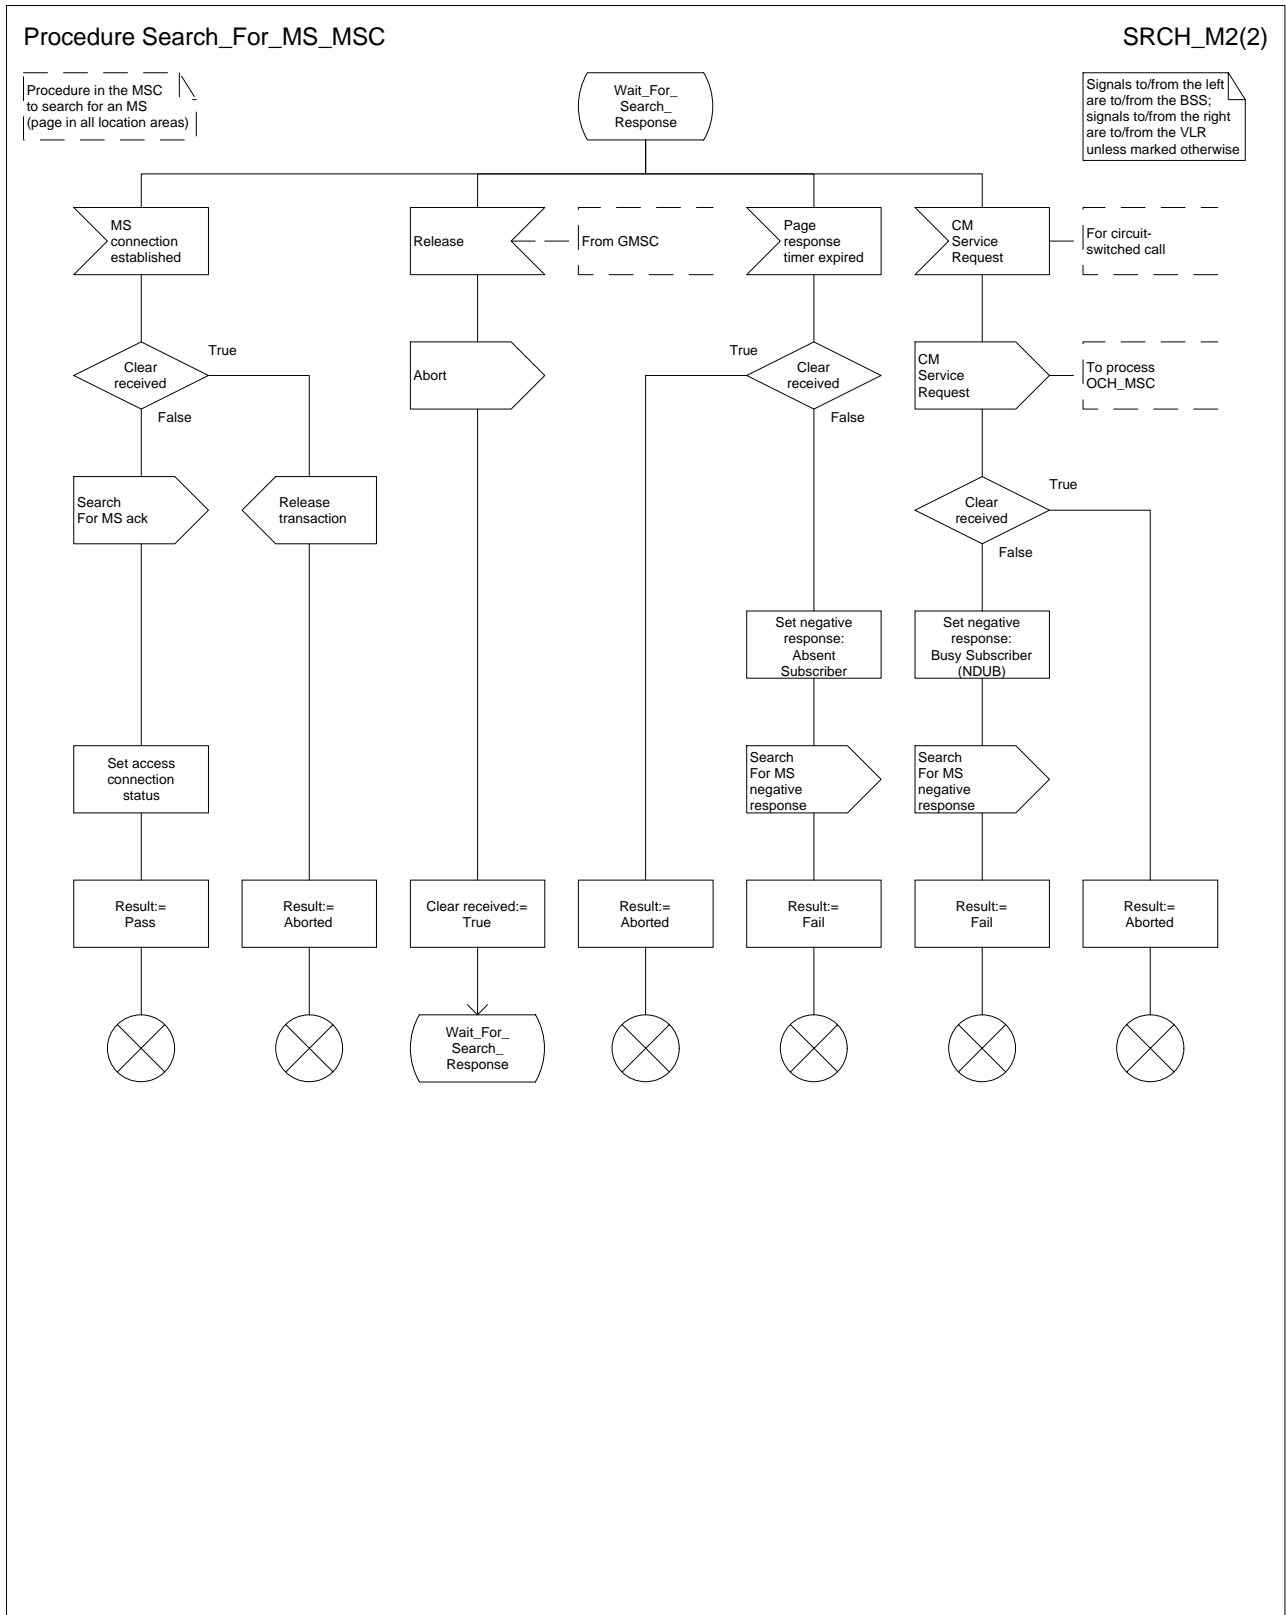 Procedure Search_For_MS_MSC
SRCH_M2(2)
Procedure in the MSC
to search for an MS
(page in all location areas)
Wait_For_
Search_
Response
Signals to/from the left
are to/from the BSS;
signals to/from the right
are to/from the VLR
unless marked otherwise
MS
connection
established
Release
From GMSC
Page
response
timer expired
CM
Service
Request
For circuit-
switched call
Clear
received
True
False
Abort
True
Clear
received
False
CM
Service
Request
To process
OCH_MSC
Search
For MS ack
Release
transaction
Clear
received
True
False
Set negative
response:
Absent
Subscriber
Set negative
response:
Busy Subscriber
(NDUB)
Set access
connection
status
Search
For MS
negative
response
Search
For MS
negative
response
Result:=
Pass
Result:=
Aborted
Clear received:=
True
Result:=
Aborted
Result:=
Fail
Result:=
Fail
Result:=
Aborted
Wait_For_
Search_
Response